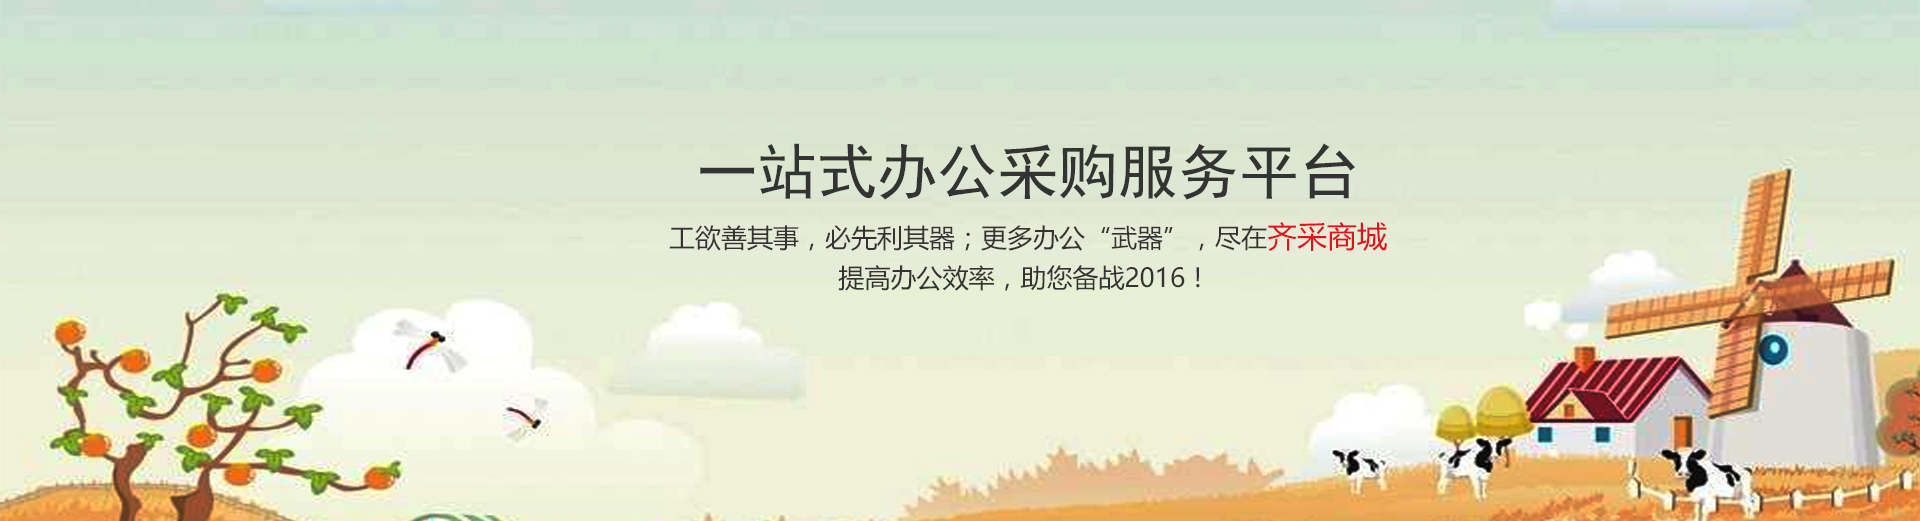 一站式办公采购服务平台
工欲善其事，必先利其器；更多办公“武器”，尽在齐采商城
提高办公效率，助您备战2016！